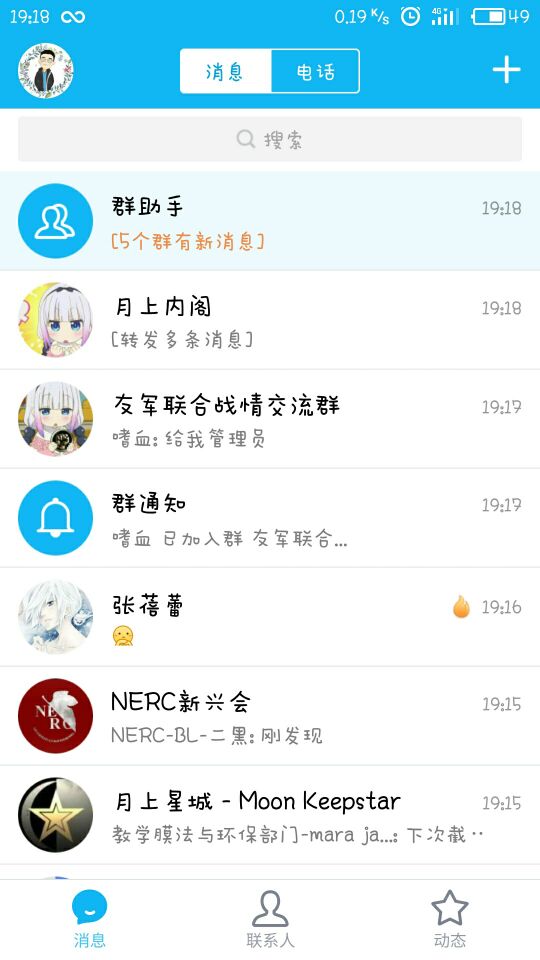 19:18 0.19 K/s 4G 49
消息 电话
搜索
群助手 19:18
[5个群有新消息]
月上内阁 19:18
[转发多条消息]
友军联合战情交流群 19:17
嗜血: 给我管理员
群通知 19:17
嗜血 已加入群 友军联合...
张蓓蕾 19:16
NERC新兴会 19:15
NERC-BL-二黑: 刚发现
月上星城 - Moon Keepstar 19:15
教学膜法与环保部门-mara ja...: 下次截··
消息 联系人 动态